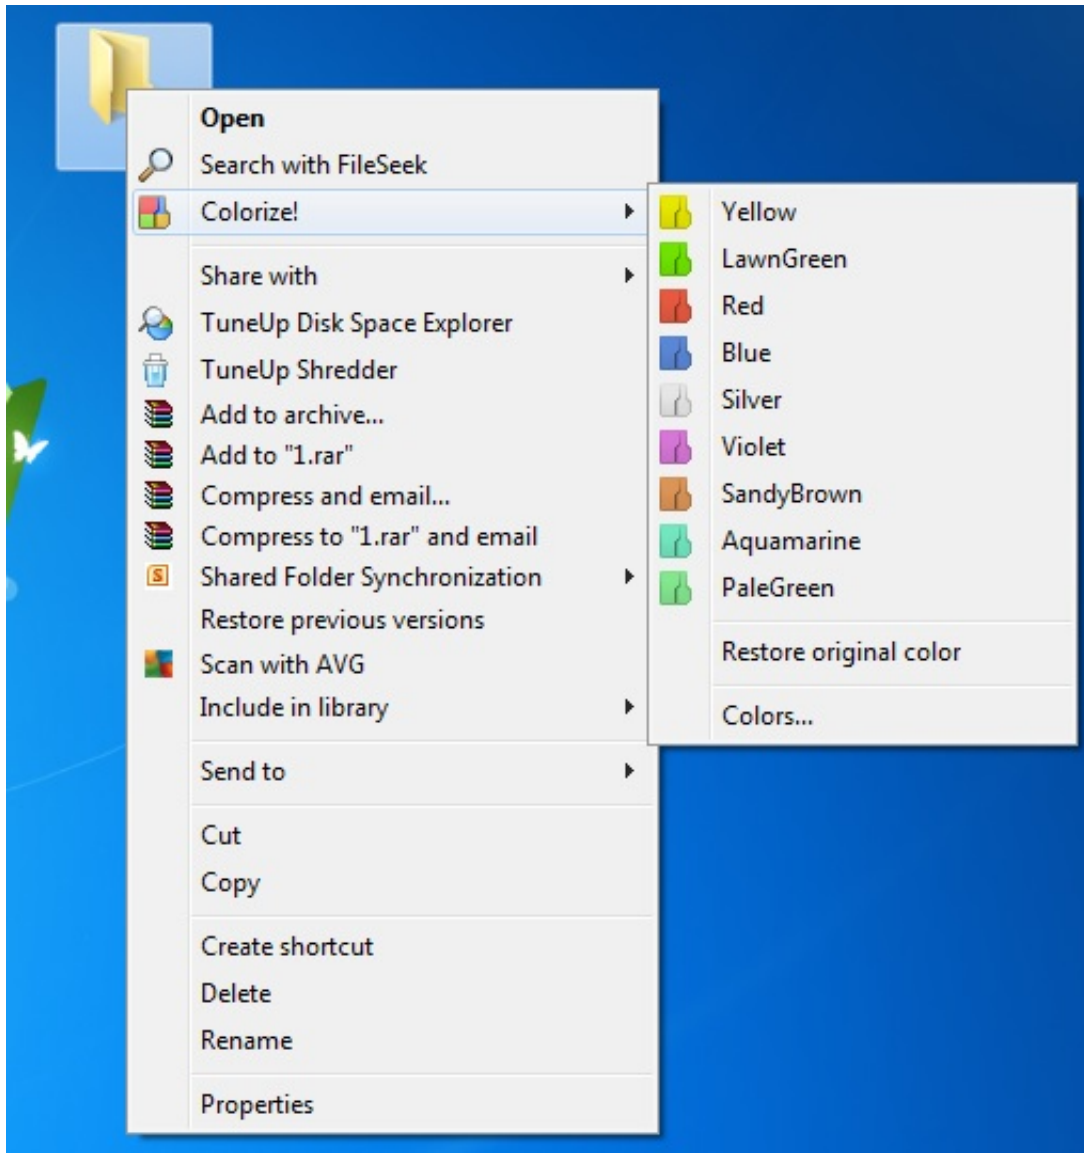 Open
Search with FileSeek
Colorize!
Share with
TuneUp Disk Space Explorer
TuneUp Shredder
Add to archive...
Add to "1.rar"
Compress and email...
Compress to "1.rar" and email
Shared Folder Synchronization
Restore previous versions
Scan with AVG
Include in library
Send to
Cut
Copy
Create shortcut
Delete
Rename
Properties
Yellow
LawnGreen
Red
Blue
Silver
Violet
SandyBrown
Aquamarine
PaleGreen
Restore original color
Colors...